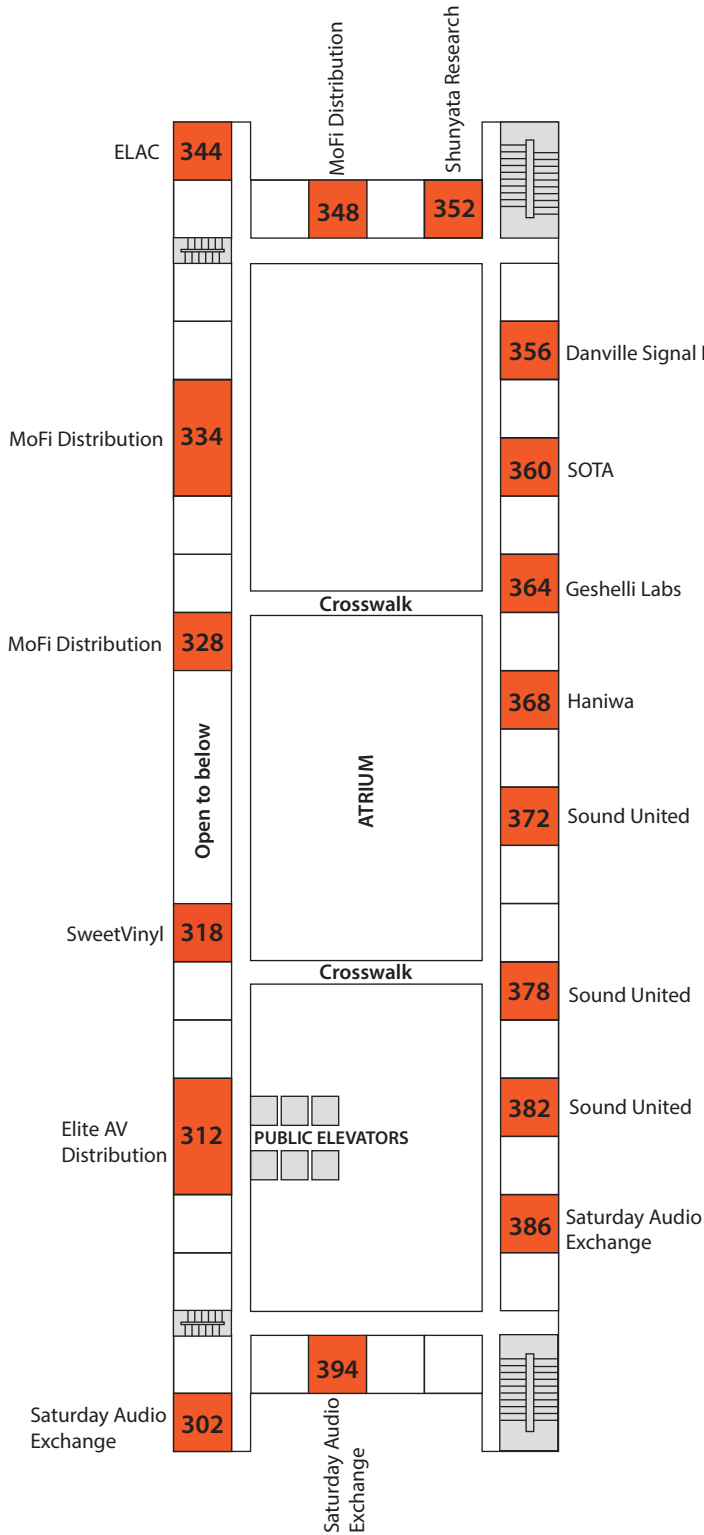 MoFi Distribution
Shunyata Research
ELAC
344
348
352
356
Danville Signal
MoFi Distribution
334
360
SOTA
364
Geshelli Labs
Crosswalk
MoFi Distribution
328
368
Haniwa
Open to below
ATRIUM
372
Sound United
SweetVinyl
318
Crosswalk
378
Sound United
Elite AV
Distribution
312
PUBLIC ELEVATORS
382
Sound United
386
Saturday Audio
Exchange
394
Saturday Audio
Exchange
302
Saturday Audio
Exchange